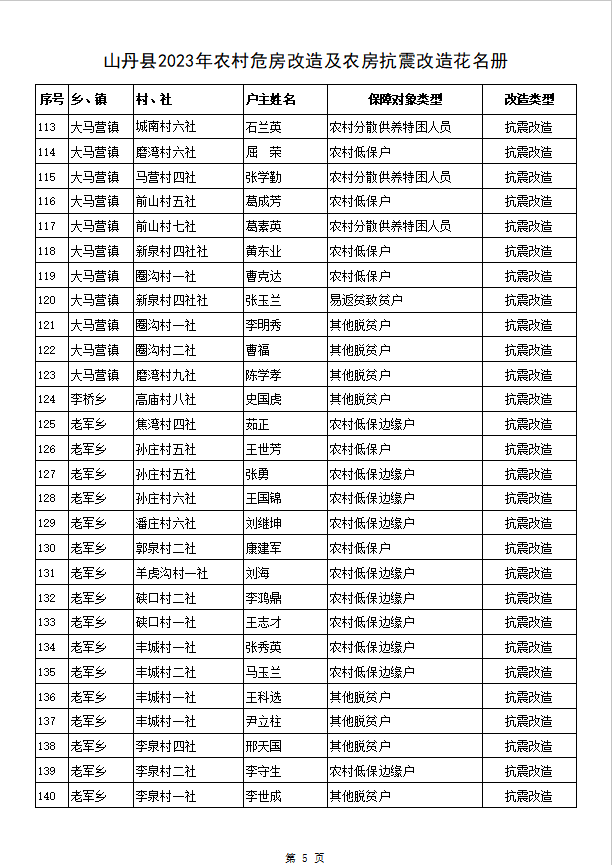 山丹县2023年农村危房改造及农房抗震改造花名册
序号 乡、镇 村、社 户主姓名 保障对象类型 改造类型
113 大马营镇 城南村六社 石兰英 农村分散供养特困人员 抗震改造
114 大马营镇 磨湾村六社 屈 荣 农村低保户 抗震改造
115 大马营镇 马营村四社 张学勤 农村分散供养特困人员 抗震改造
116 大马营镇 前山村五社 葛成芳 农村低保户 抗震改造
117 大马营镇 前山村七社 葛素英 农村分散供养特困人员 抗震改造
118 大马营镇 新泉村四社社 黄东业 农村低保户 抗震改造
119 大马营镇 圈沟村一社 曹克达 农村低保户 抗震改造
120 大马营镇 新泉村四社社 张玉兰 易返贫致贫户 抗震改造
121 大马营镇 圈沟村一社 李明秀 其他脱贫户 抗震改造
122 大马营镇 圈沟村二社 曹福 其他脱贫户 抗震改造
123 大马营镇 磨湾村九社 陈学孝 其他脱贫户 抗震改造
124 李桥乡 高庙村八社 史国虎 其他脱贫户 抗震改造
125 老军乡 焦湾村四社 茹正 农村低保边缘户 抗震改造
126 老军乡 孙庄村五社 王世芳 农村低保户 抗震改造
127 老军乡 孙庄村五社 张勇 农村低保边缘户 抗震改造
128 老军乡 孙庄村六社 王国锦 农村低保边缘户 抗震改造
129 老军乡 潘庄村六社 刘继坤 农村低保边缘户 抗震改造
130 老军乡 郭泉村二社 康建军 农村低保户 抗震改造
131 老军乡 羊虎沟村一社 刘海 农村低保边缘户 抗震改造
132 老军乡 硖口村二社 李鸿鼎 农村低保边缘户 抗震改造
133 老军乡 硖口村一社 王志才 农村低保边缘户 抗震改造
134 老军乡 丰城村一社 张秀英 农村低保边缘户 抗震改造
135 老军乡 丰城村二社 马玉兰 农村低保边缘户 抗震改造
136 老军乡 丰城村一社 王科选 其他脱贫户 抗震改造
137 老军乡 丰城村一社 尹立柱 其他脱贫户 抗震改造
138 老军乡 李泉村四社 邢天国 其他脱贫户 抗震改造
139 老军乡 李泉村二社 李守生 农村低保边缘户 抗震改造
140 老军乡 李泉村一社 李世成 其他脱贫户 抗震改造
第 5 页